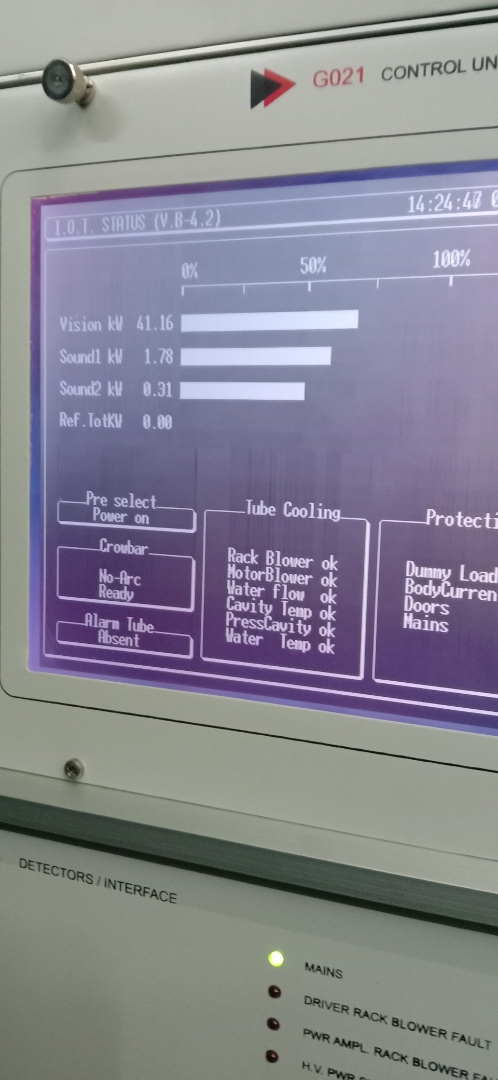 G021 CONTROL UN
I.O.T. STATUS (V.B-4.2) 14:24:47 0
0% 50% 100%
Vision kW 41.16
Sound1 kW 1.78
Sound2 kW 0.31
Ref.TotKW 0.00
Pre select
Power on
Crowbar
No-Arc
Ready
Alarm Tube
Absent
Tube Cooling
Rack Blower ok
MotorBlower ok
Water flow ok
Cavity Temp ok
PressCavity ok
Water Temp ok
Protecti
Dummy Load
BodyCurren
Doors
Mains
DETECTORS / INTERFACE
MAINS
DRIVER RACK BLOWER FAULT
PWR AMPL. RACK BLOWER FA
H.V. PWR